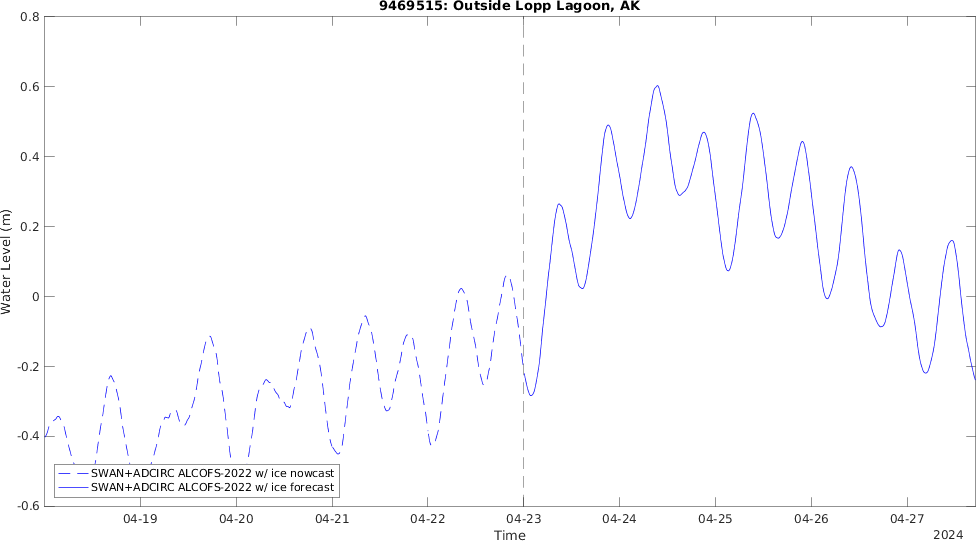 9469515: Outside Lopp Lagoon, AK
Water Level (m)
0.8
0.6
0.4
0.2
0
-0.2
-0.4
-0.6
SWAN+ADCIRC ALCOFS-2022 w/ ice nowcast
SWAN+ADCIRC ALCOFS-2022 w/ ice forecast
04-19 04-20 04-21 04-22 04-23 04-24 04-25 04-26 04-27
Time
2024